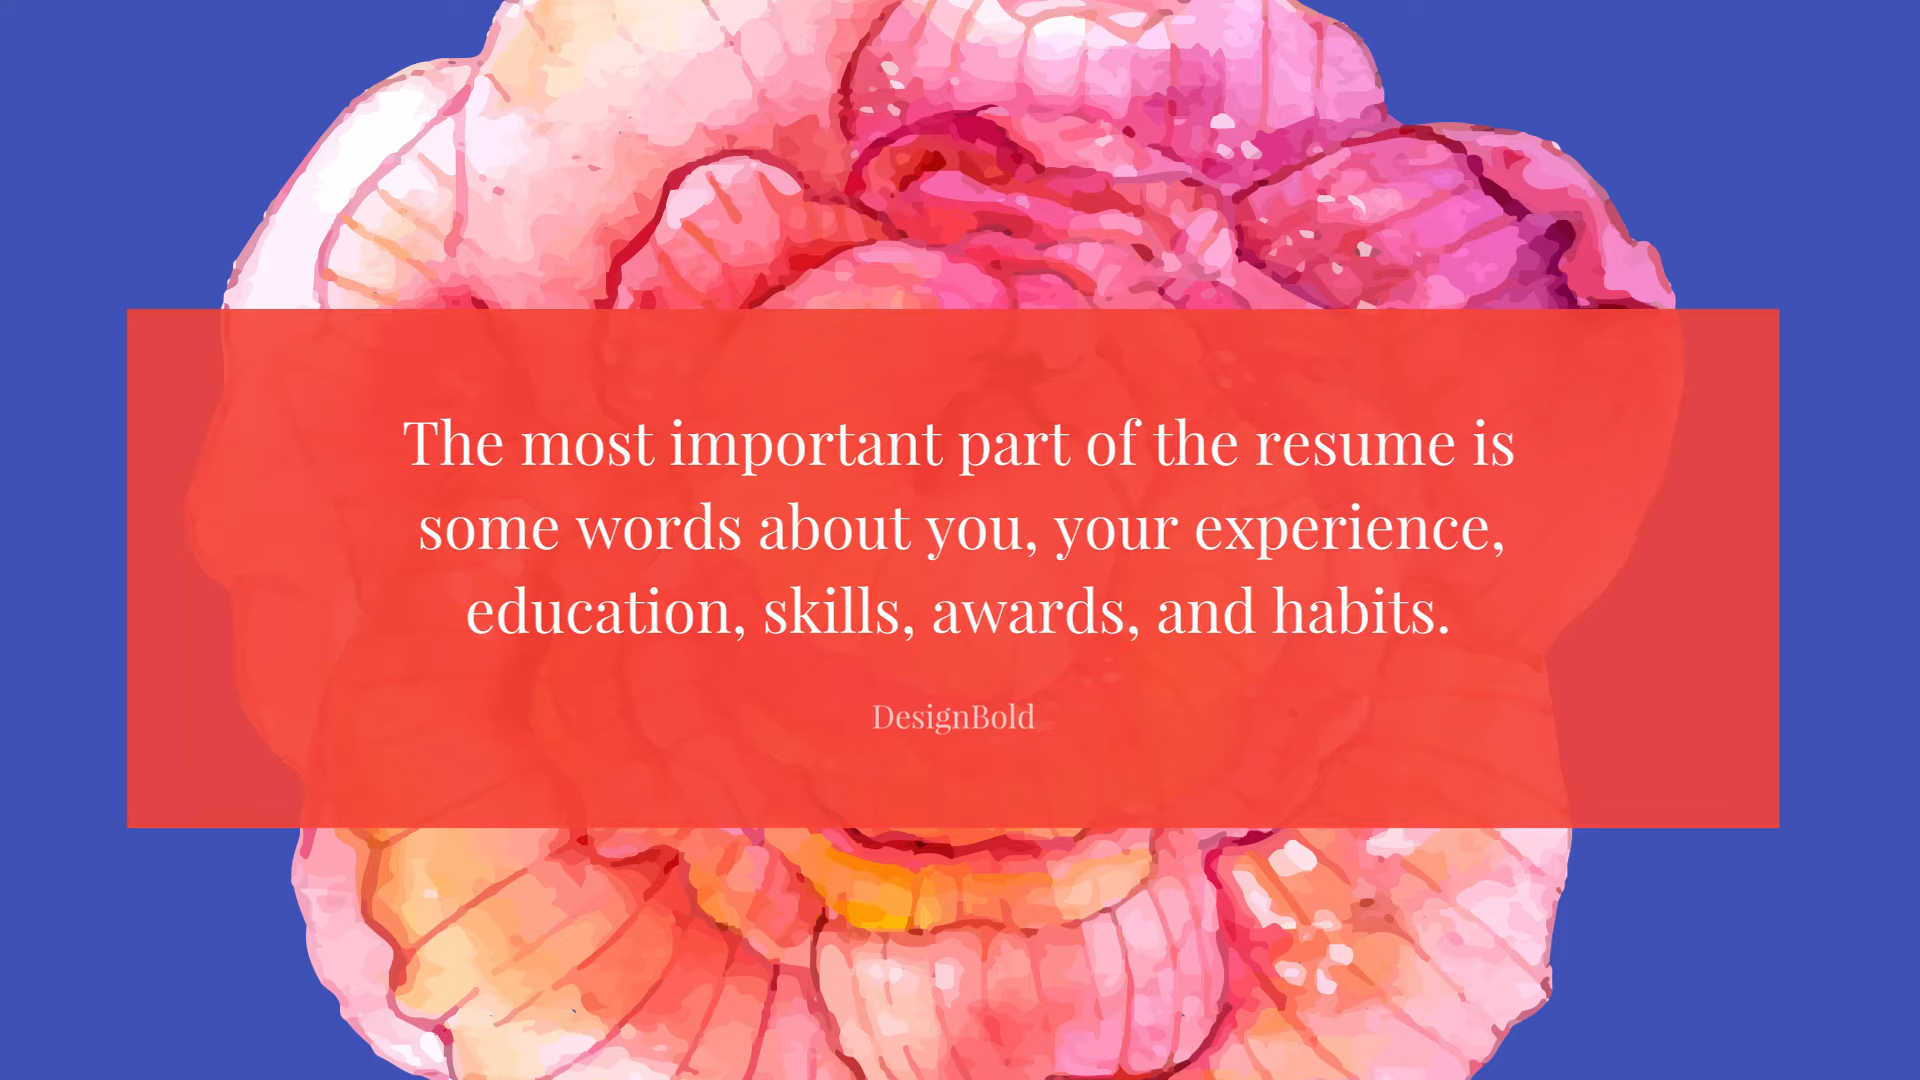 The most important part of the resume is
some words about you, your experience,
education, skills, awards, and habits.
DesignBold